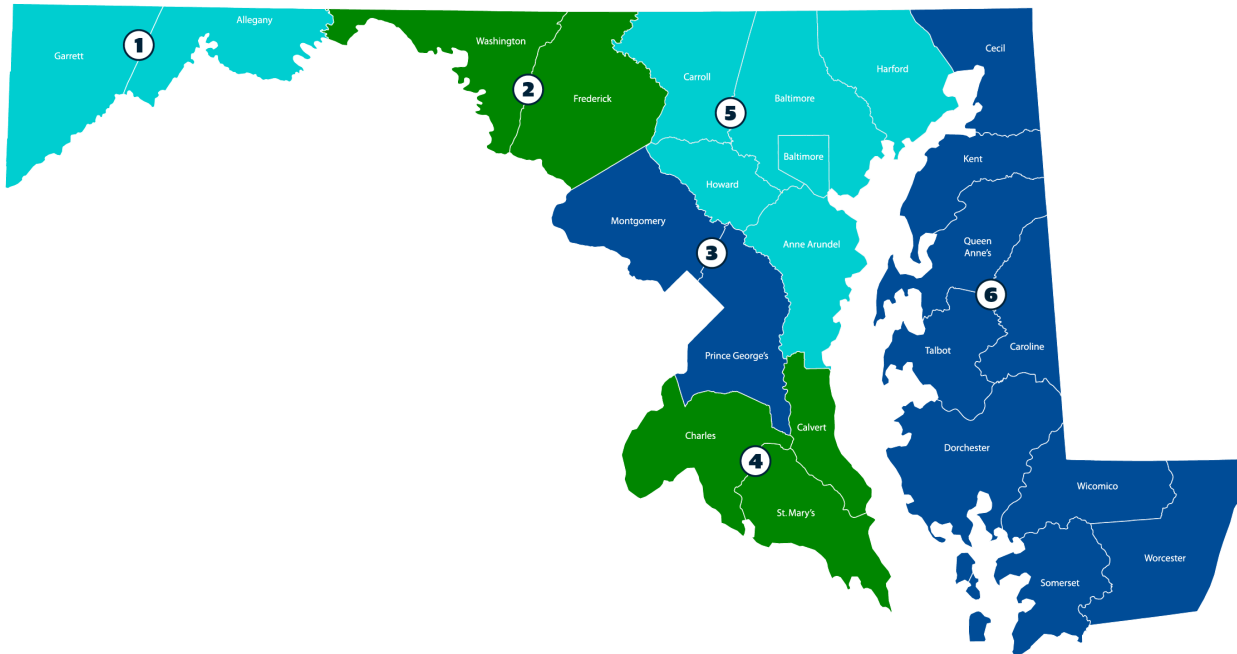 Allegany
Garrett
1
Washington
2
Frederick
Carroll
Harford
Baltimore
5
Baltimore
Howard
Cecil
Kent
Montgomery
3
Anne Arundel
Queen
Anne's
6
Prince George's
Talbot
Caroline
Charles
Calvert
4
St. Mary's
Dorchester
Wicomico
Worcester
Somerset